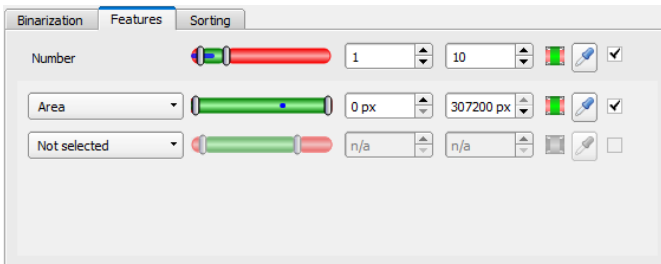 Binarization Features Sorting
Number 1 10
Area 0 px 307200 px
Not selected n/a n/a